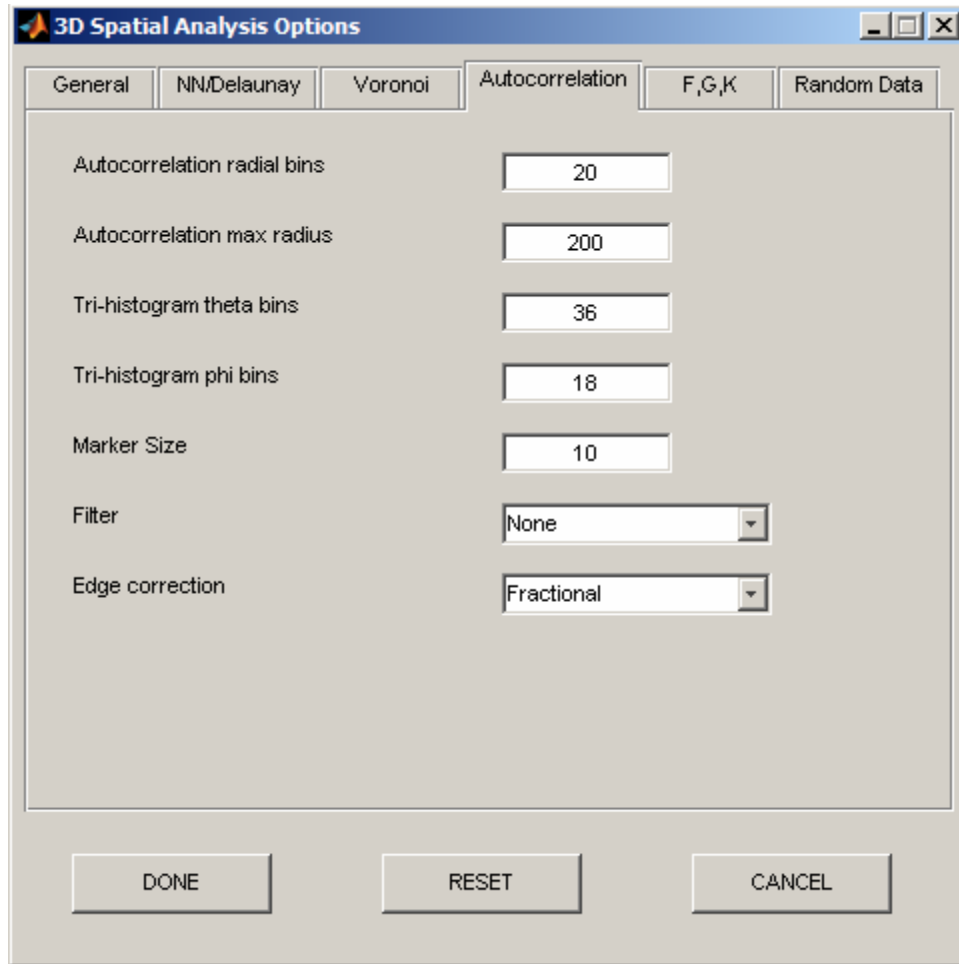 3D Spatial Analysis Options
General NN/Delaunay Voronoi Autocorrelation F,G,K Random Data
Autocorrelation radial bins 20
Autocorrelation max radius 200
Tri-histogram theta bins 36
Tri-histogram phi bins 18
Marker Size 10
Filter None
Edge correction Fractional
DONE RESET CANCEL